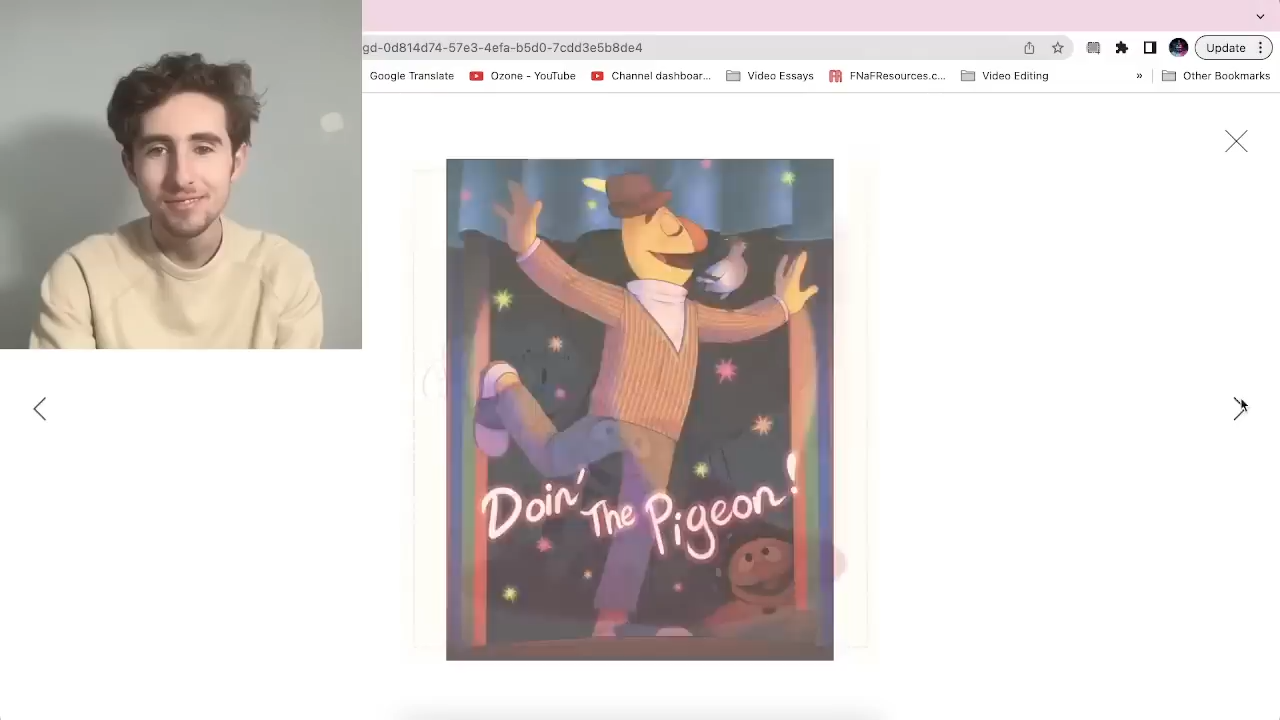 gd-0d814d74-57e3-4efa-b5d0-7cdd3e5b8de4
Update
Google Translate
Ozone - YouTube
Channel dashboar...
Video Essays
FNaFResources.c...
Video Editing
»
Other Bookmarks
Doin' The Pigeon!